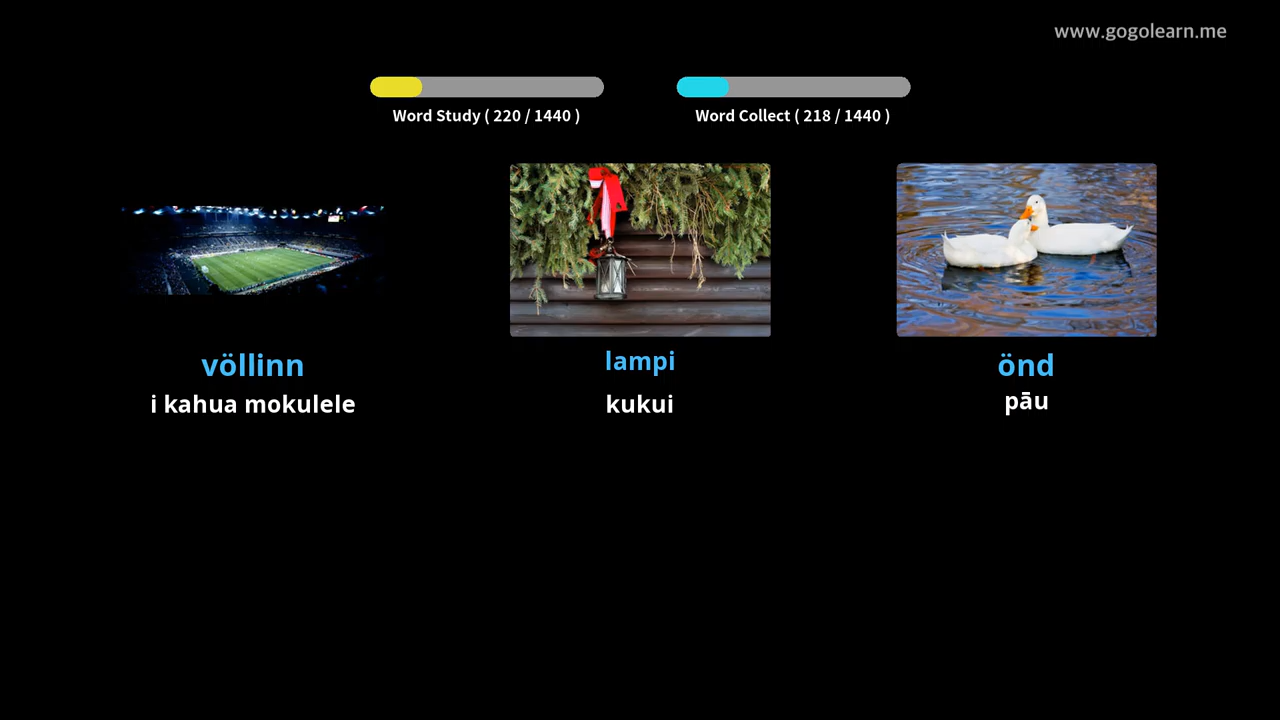 www.gogolearn.me
Word Study ( 220 / 1440 )
Word Collect ( 218 / 1440 )
völlinn
i kahua mokulele
lampi
kukui
önd
pāu